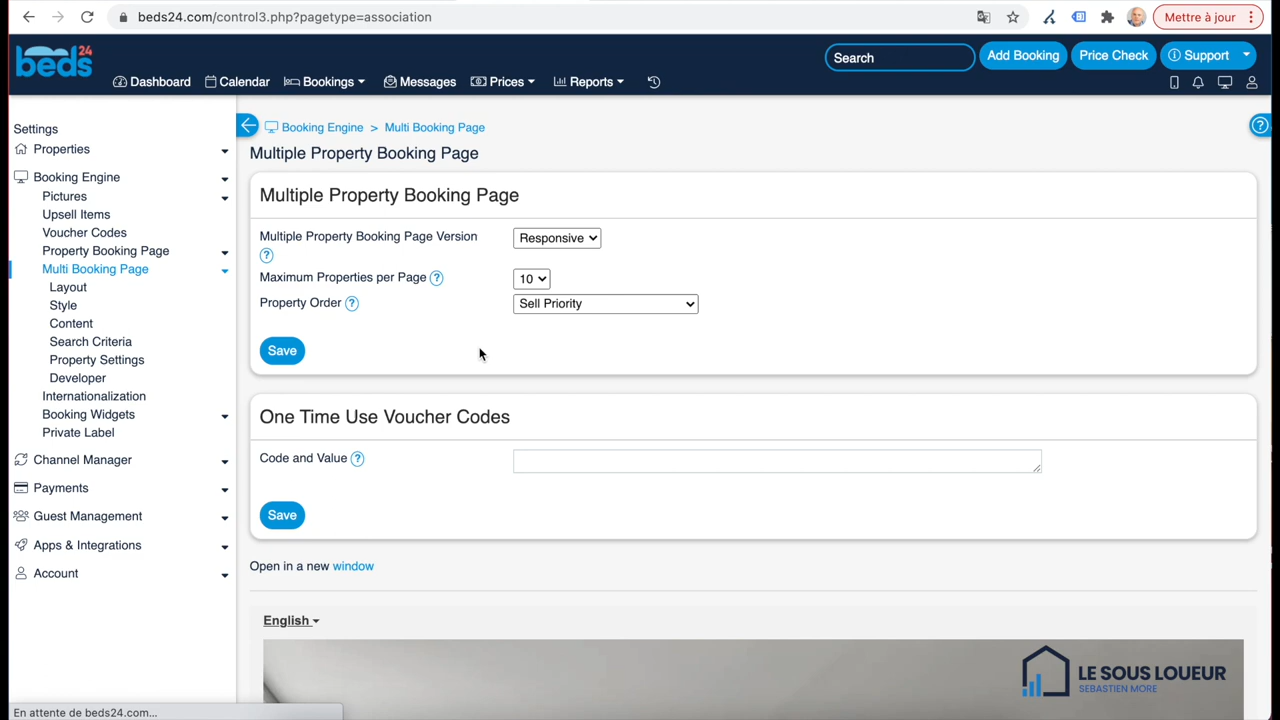 beds24.com/control3.php?pagetype=association
Mettre à jour
beds24
Search
Add Booking
Price Check
Support
Dashboard
Calendar
Bookings
Messages
Prices
Reports
Settings
Properties
Booking Engine
Pictures
Upsell Items
Voucher Codes
Property Booking Page
Multi Booking Page
Layout
Style
Content
Search Criteria
Property Settings
Developer
Internationalization
Booking Widgets
Private Label
Channel Manager
Payments
Guest Management
Apps & Integrations
Account
Booking Engine > Multi Booking Page
Multiple Property Booking Page
Multiple Property Booking Page
Multiple Property Booking Page Version
?
Responsive
Maximum Properties per Page ?
10
Property Order ?
Sell Priority
Save
One Time Use Voucher Codes
Code and Value ?
Save
Open in a new window
English
LE SOUS LOUEUR
SEBASTIEN MORE
?
En attente de beds24.com...